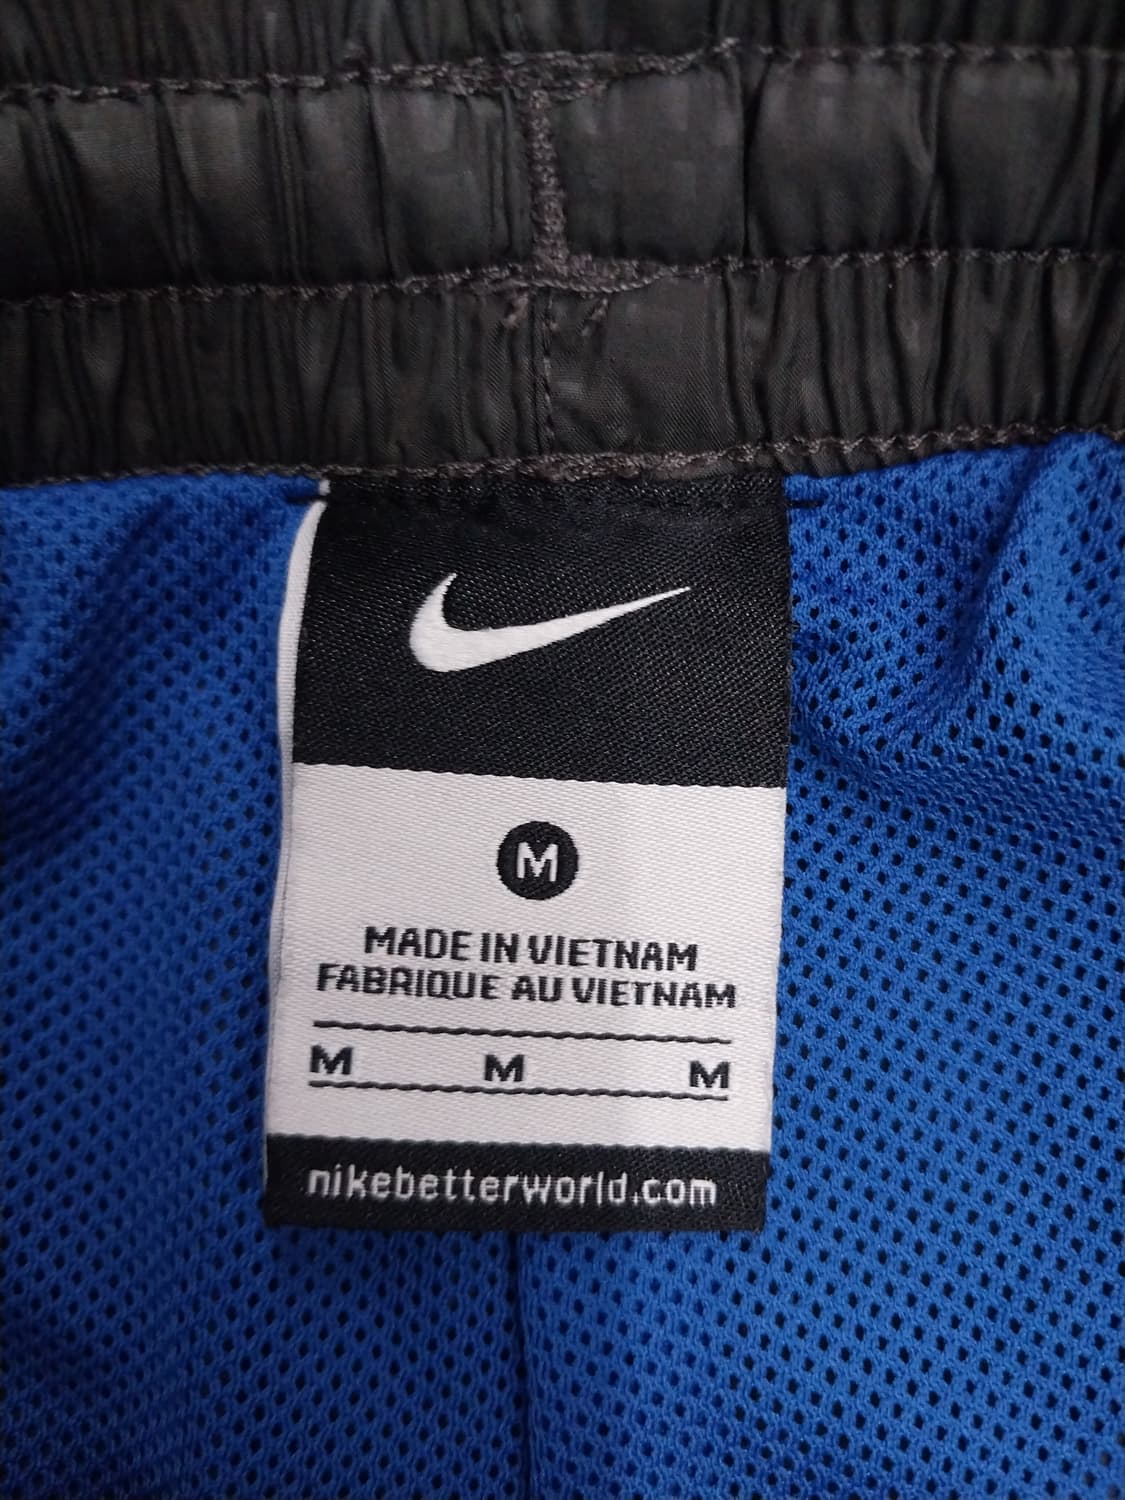 M
MADE IN VIETNAM
FABRIQUE AU VIETNAM
M M M
nikebetterworld.com